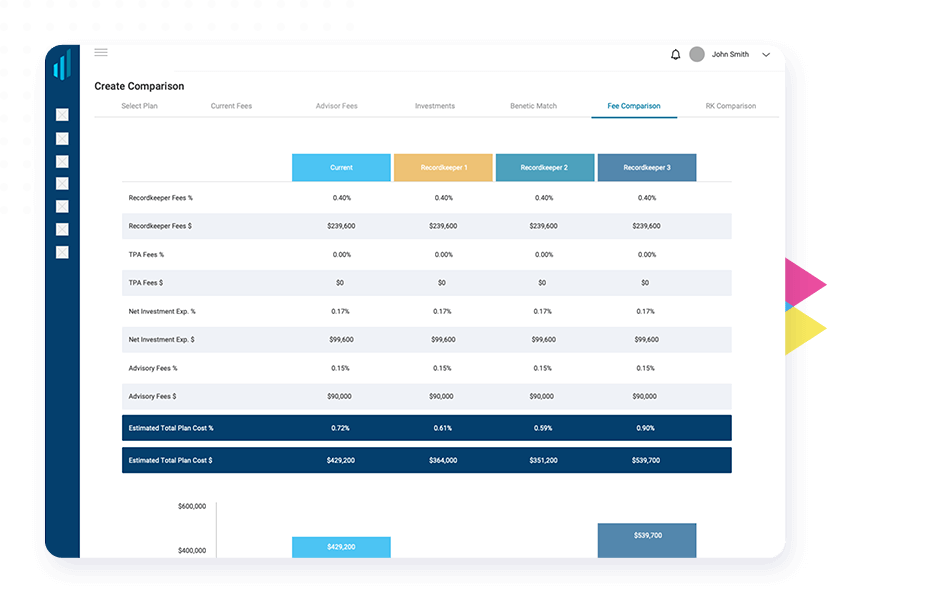 John Smith
Create Comparison
Select Plan Current Fees Advisor Fees Investments Benetic Match Fee Comparison RK Comparison
Current Recordkeeper 1 Recordkeeper 2 Recordkeeper 3
Recordkeeper Fees % 0.40% 0.40% 0.40% 0.40%
Recordkeeper Fees $ $239,600 $239,600 $239,600 $239,600
TPA Fees % 0.00% 0.00% 0.00% 0.00%
TPA Fees $ $0 $0 $0 $0
Net Investment Exp. % 0.17% 0.17% 0.17% 0.17%
Net Investment Exp. $ $99,600 $99,600 $99,600 $99,600
Advisory Fees % 0.15% 0.15% 0.15% 0.15%
Advisory Fees $ $90,000 $90,000 $90,000 $90,000
Estimated Total Plan Cost % 0.72% 0.61% 0.59% 0.90%
Estimated Total Plan Cost $ $429,200 $364,000 $351,200 $539,700
$600,000
$539,700
$429,200
$400,000